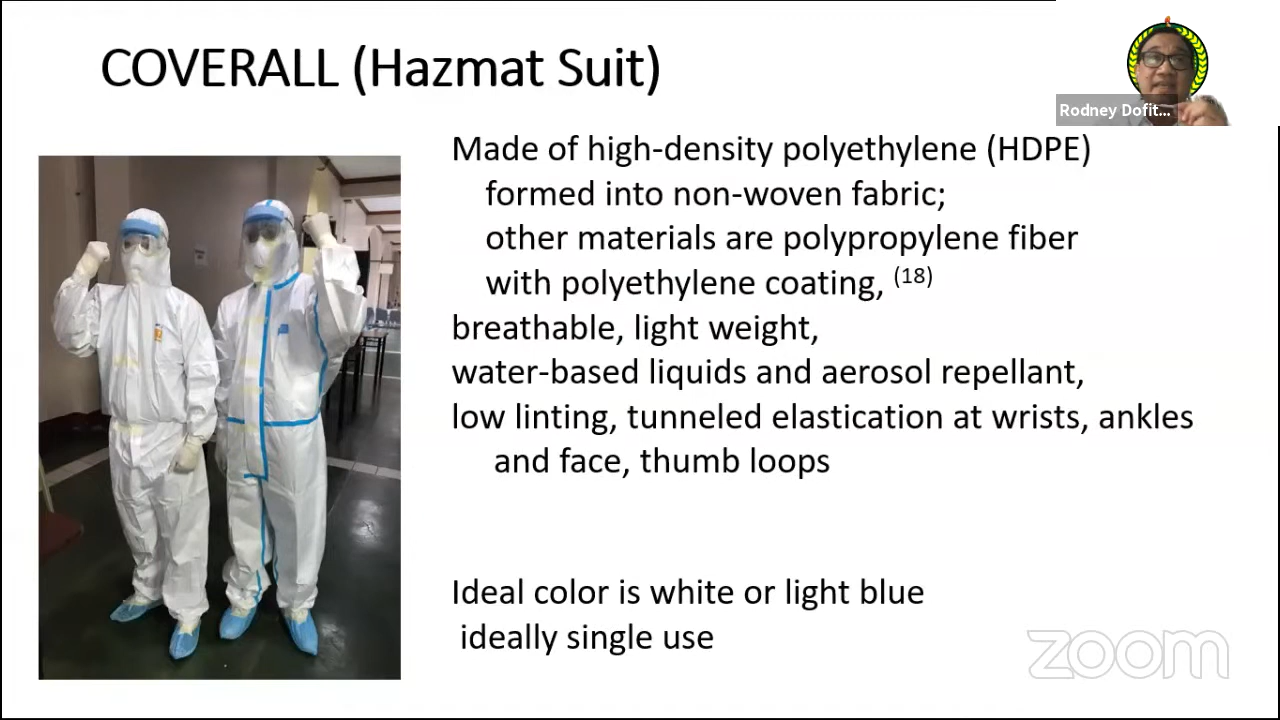 COVERALL (Hazmat Suit)
Rodney Dofit...
Made of high-density polyethylene (HDPE)
formed into non-woven fabric;
other materials are polypropylene fiber
with polyethylene coating, (18)
breathable, light weight,
water-based liquids and aerosol repellant,
low linting, tunneled elastication at wrists, ankles
and face, thumb loops
Ideal color is white or light blue
ideally single use
zoom